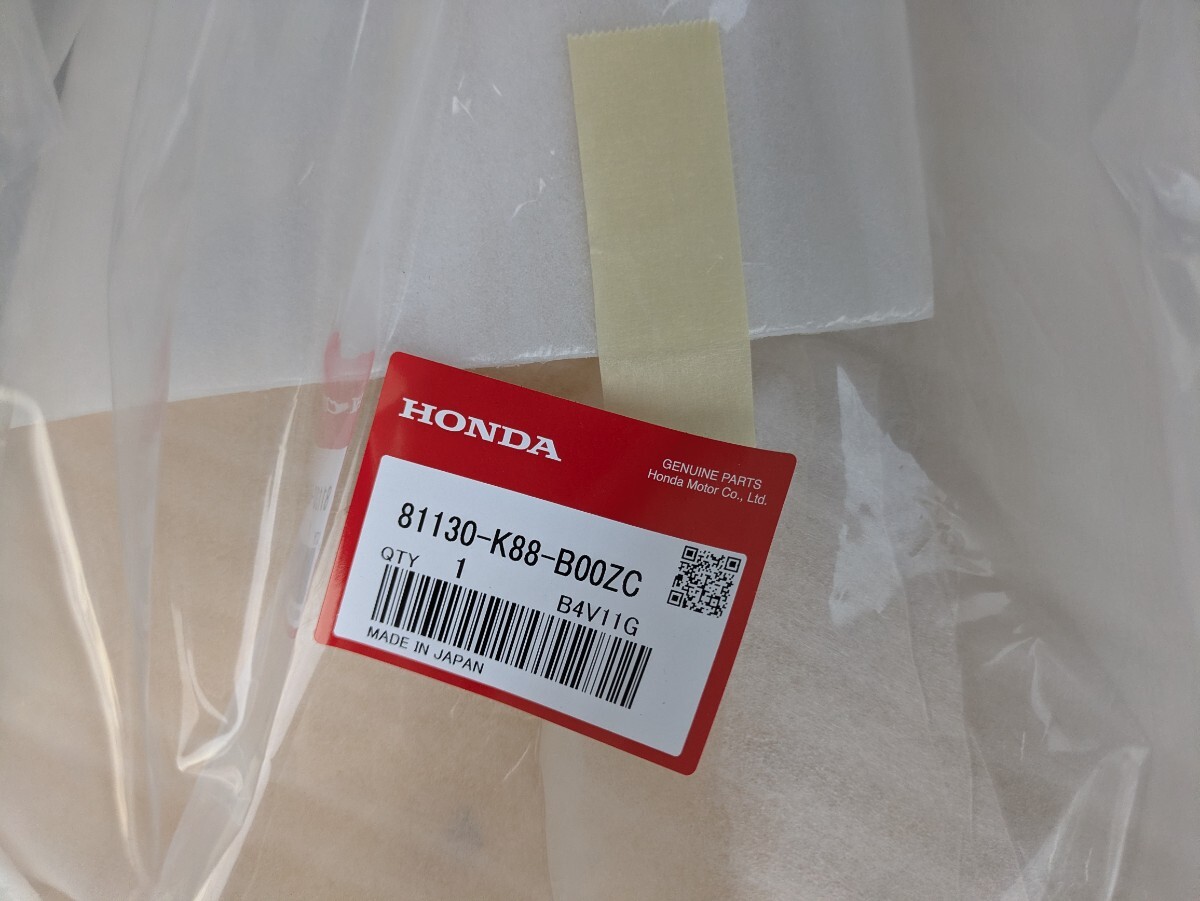 HONDA
GENUINE PARTS
Honda Motor Co., Ltd.
81130-K88-B00ZC
QTY 1
B4V11G
MADE IN JAPAN